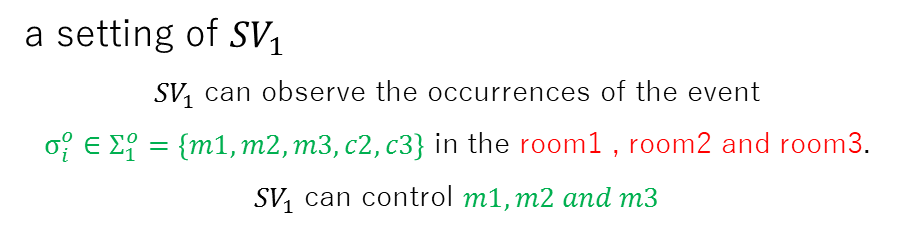 a setting of SV₁
SV₁ can observe the occurrences of the event
σᵢᵒ ∈ Σ₁ᵒ = {m1, m2, m3, c2, c3} in the room1 , room2 and room3.
SV₁ can control m1, m2 and m3